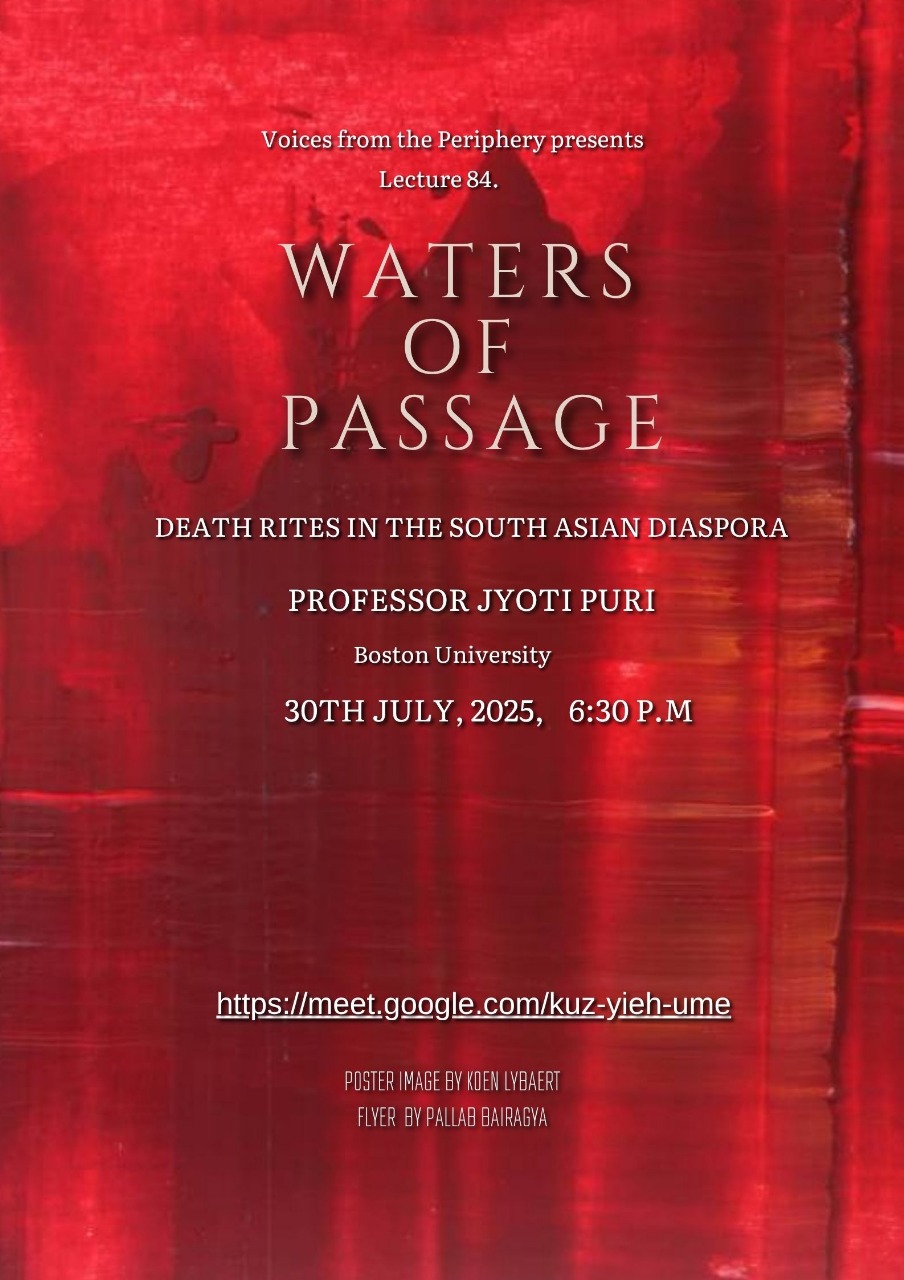 Voices from the Periphery presents
Lecture 84.
WATERS
OF
PASSAGE
DEATH RITES IN THE SOUTH ASIAN DIASPORA
PROFESSOR JYOTI PURI
Boston University
30TH JULY, 2025, 6:30 P.M
https://meet.google.com/kuz-yieh-ume
POSTER IMAGE BY KOEN LYBAERT
FLYER BY PALLAB BAIRAGYA